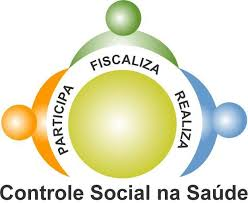 PARTICIPA
FISCALIZA
REALIZA
Controle Social na Saúde